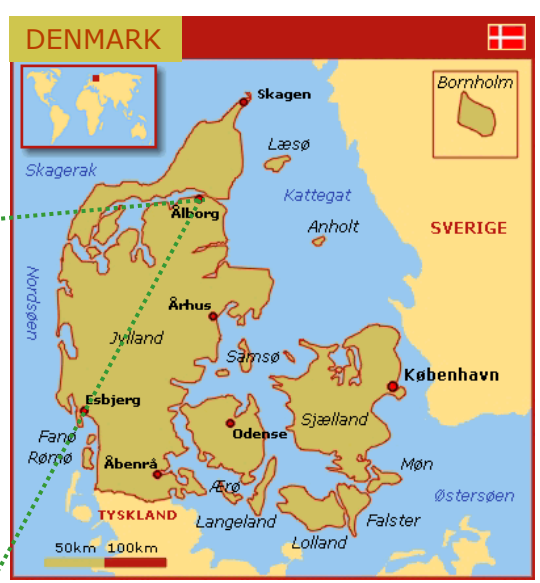 DENMARK
Bornholm
Skagen
Læsø
Skagerak
Kattegat
Ålborg
Anholt
SVERIGE
Nordsøen
Århus
Jylland
Samsø
København
Esbjerg
Sjælland
Fanø
Odense
Rømø
Åbenrå
Møn
Ærø
Østersøen
TYSKLAND
Langeland
Falster
Lolland
50km 100km